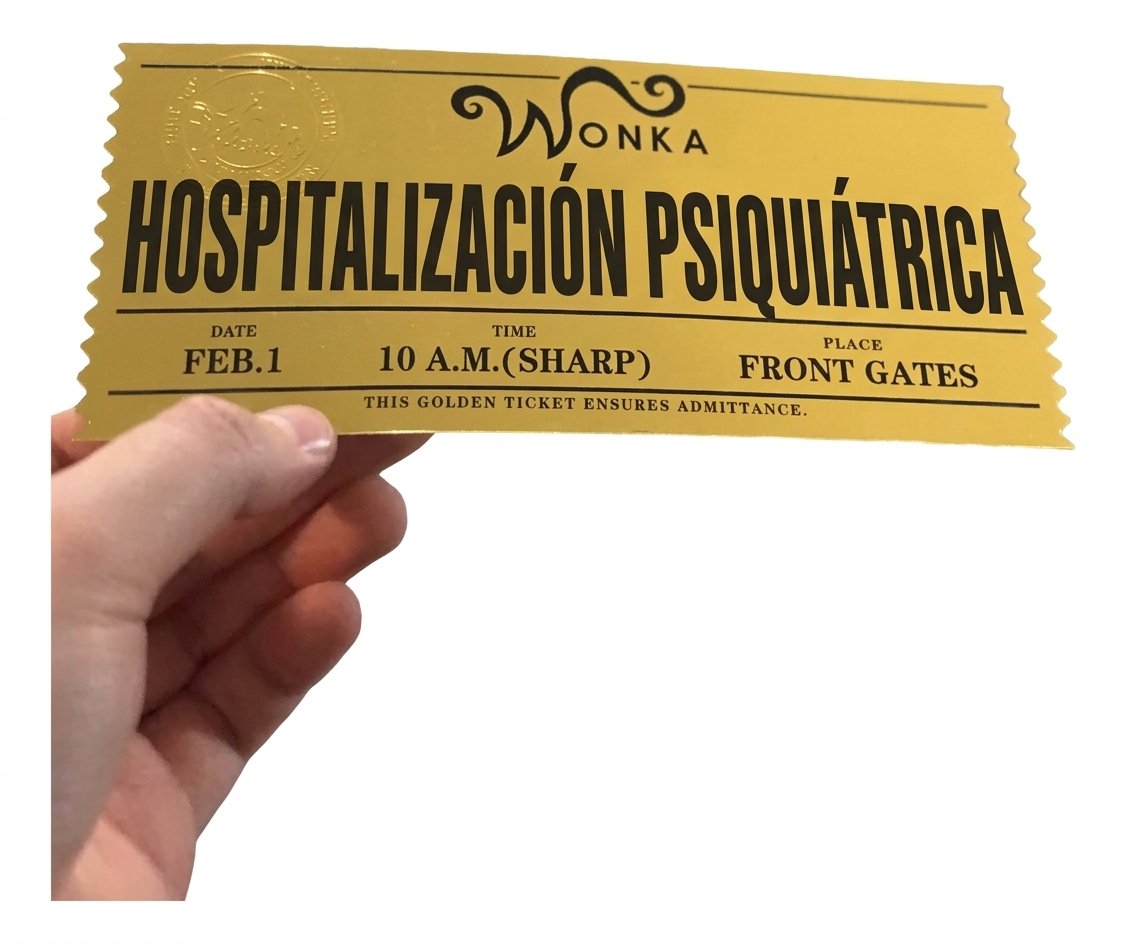 WONKA
HOSPITALIZACIÓN PSIQUIÁTRICA
DATE
FEB.1
TIME
10 A.M.(SHARP)
PLACE
FRONT GATES
THIS GOLDEN TICKET ENSURES ADMITTANCE.